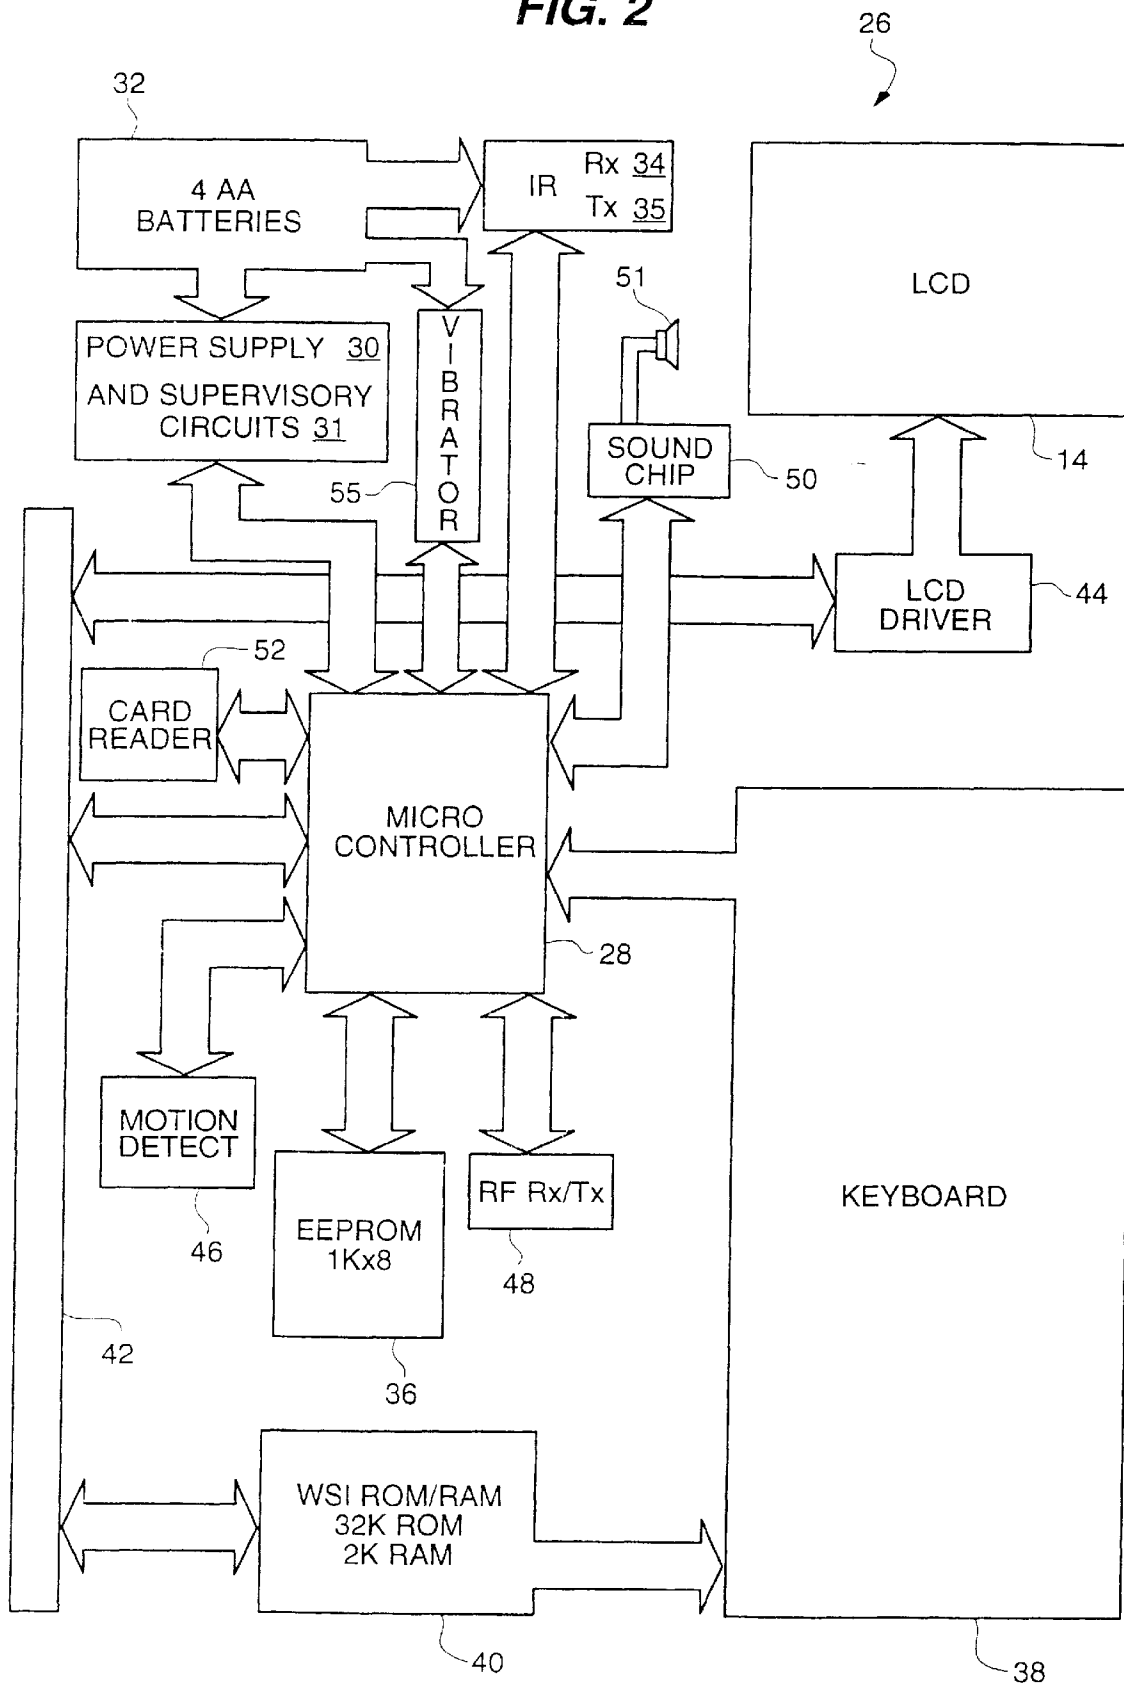 FIG. 2
26
32
4 AA
BATTERIES
IR
Rx 34
Tx 35
LCD
51
POWER SUPPLY 30
AND SUPERVISORY
CIRCUITS 31
VIBRATOR
55
SOUND
CHIP
50
14
LCD
DRIVER
44
52
CARD
READER
MICRO
CONTROLLER
28
MOTION
DETECT
46
EEPROM
1Kx8
36
RF Rx/Tx
48
KEYBOARD
42
WSI ROM/RAM
32K ROM
2K RAM
40
38